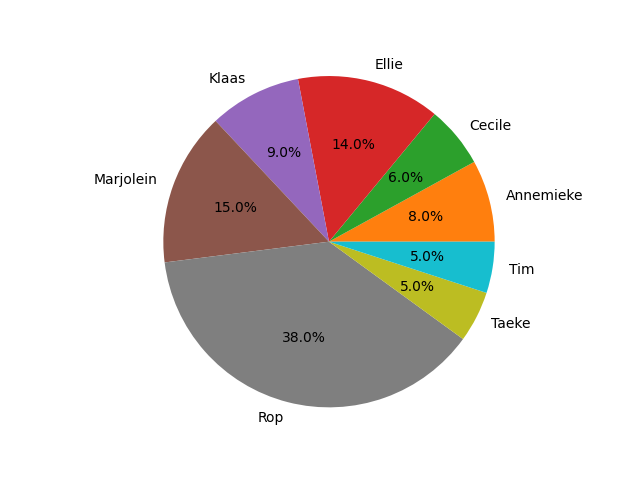 Ellie
Klaas
Cecile
14.0%
9.0%
6.0%
Marjolein
Annemieke
15.0%
8.0%
5.0%
Tim
5.0%
Taeke
38.0%
Rop